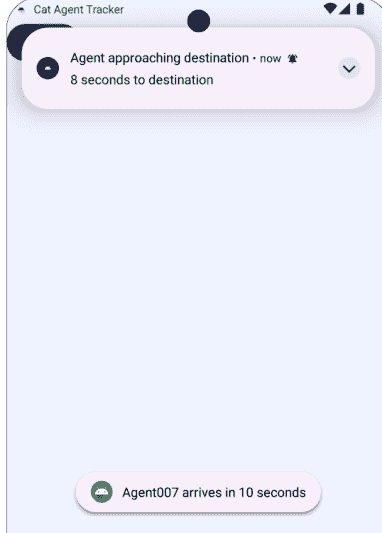 Cat Agent Tracker
Agent approaching destination • now
8 seconds to destination
Agent007 arrives in 10 seconds